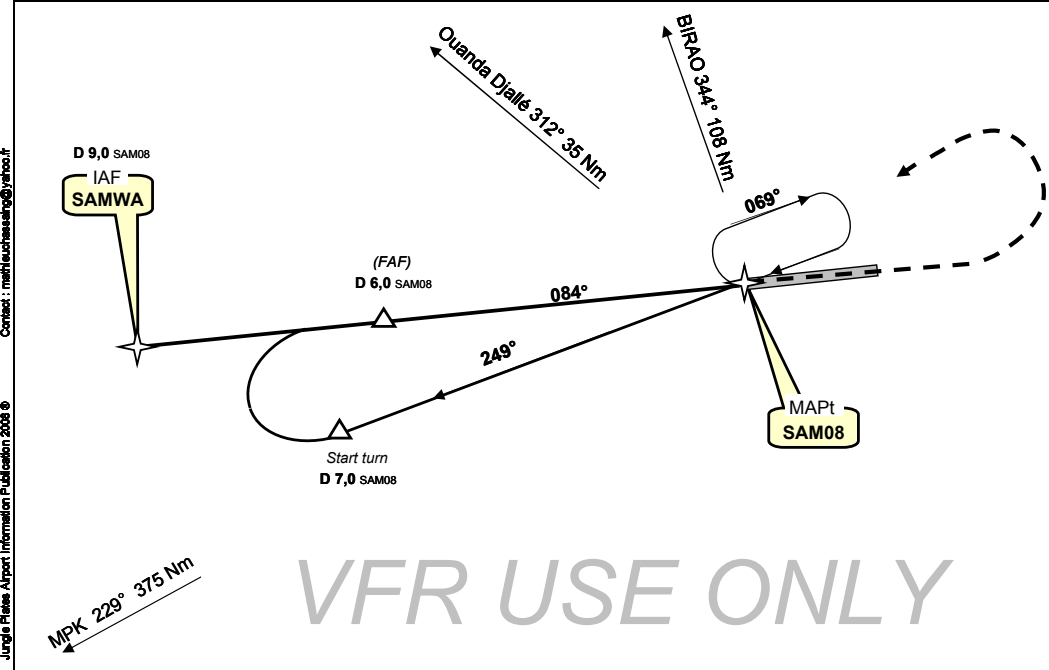 Ouanda Djallé 312° 35 Nm
BIRAO 344° 108 Nm
D 9,0 SAM08
IAF
SAMWA
069°
(FAF)
D 6,0 SAM08
084°
249°
MAPt
SAM08
Start turn
D 7,0 SAM08
MPK 229° 375 Nm
VFR USE ONLY
Jungle Plates Airport Information Publication 2008 ® Contact : mathieuchassaing@yahoo.fr